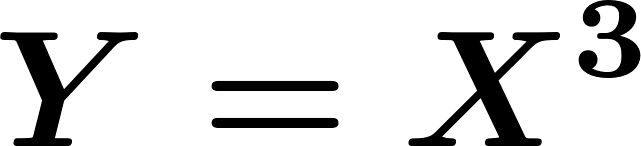 Y = X³